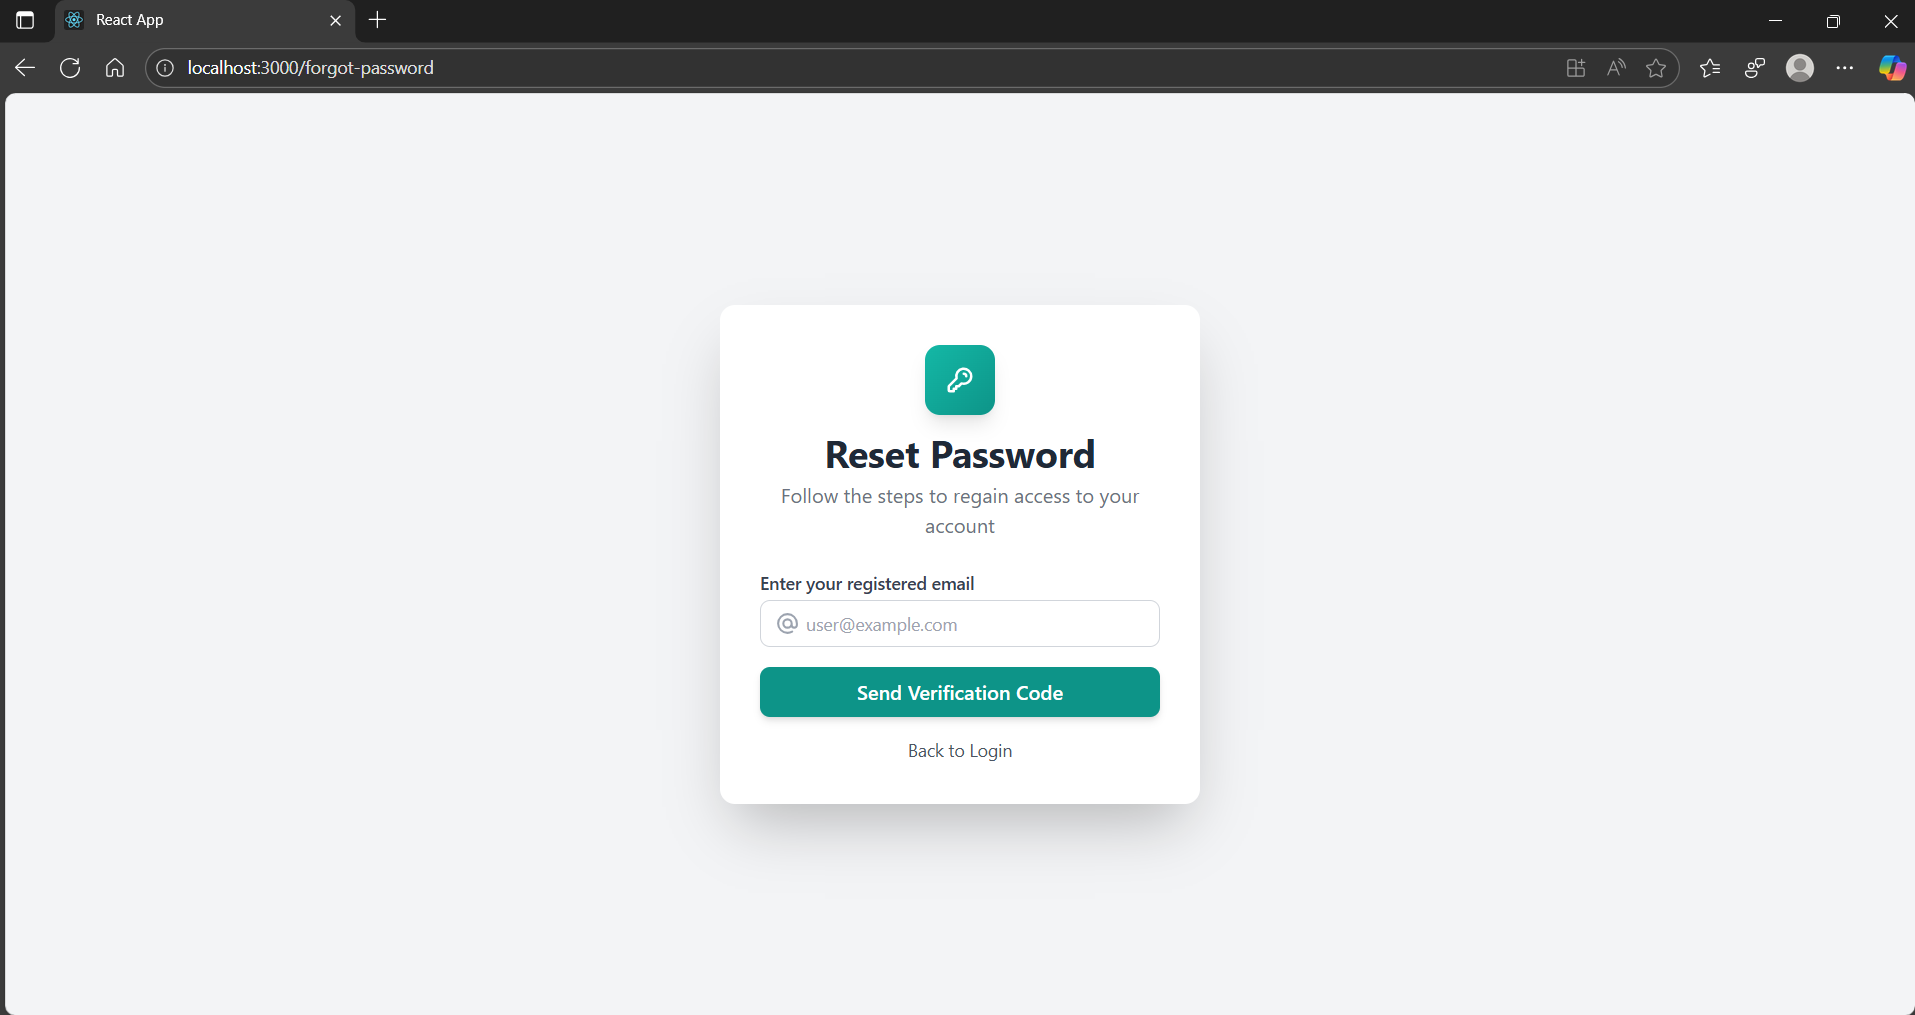 React App
localhost:3000/forgot-password
Reset Password
Follow the steps to regain access to your
account
Enter your registered email
user@example.com
Send Verification Code
Back to Login